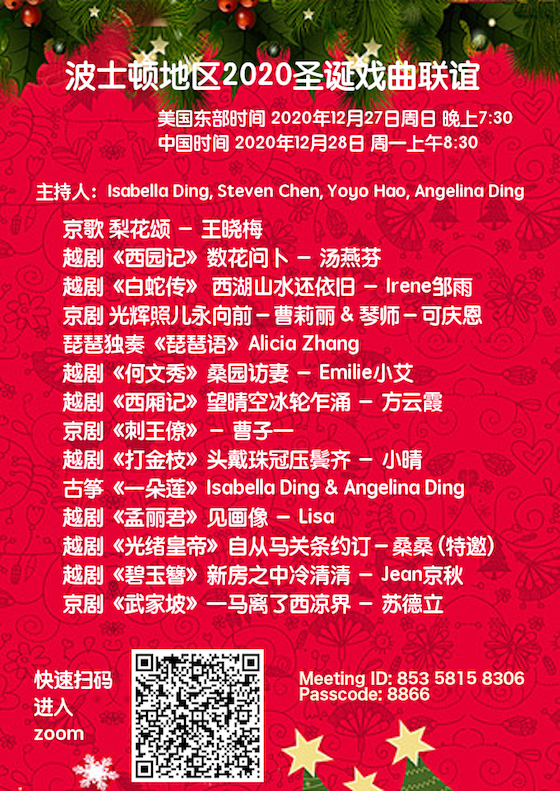 波士顿地区2020圣诞戏曲联谊
美国东部时间 2020年12月27日周日 晚上7:30
中国时间 2020年12月28日 周一上午8:30
主持人：Isabella Ding, Steven Chen, Yoyo Hao, Angelina Ding
京歌 梨花颂 - 王晓梅
越剧《西园记》数花问卜 - 汤燕芬
越剧《白蛇传》 西湖山水还依旧 - Irene邹雨
京剧 光辉照儿永向前 - 曹莉丽 & 琴师 - 可庆恩
琵琶独奏《琵琶语》Alicia Zhang
越剧《何文秀》桑园访妻 - Emilie小艾
越剧《西厢记》望晴空冰轮乍涌 - 方云霞
京剧《刺王僚》 - 曹子一
越剧《打金枝》头戴珠冠压鬓齐 - 小晴
古筝《一朵莲》Isabella Ding & Angelina Ding
越剧《孟丽君》见画像 - Lisa
越剧《光绪皇帝》自从马关条约订 - 桑桑 (特邀)
越剧《碧玉簪》新房之中冷清清 - Jean京秋
京剧《武家坡》一马离了西凉界 - 苏德立
快速扫码
进入
zoom
Meeting ID: 853 5815 8306
Passcode: 8866